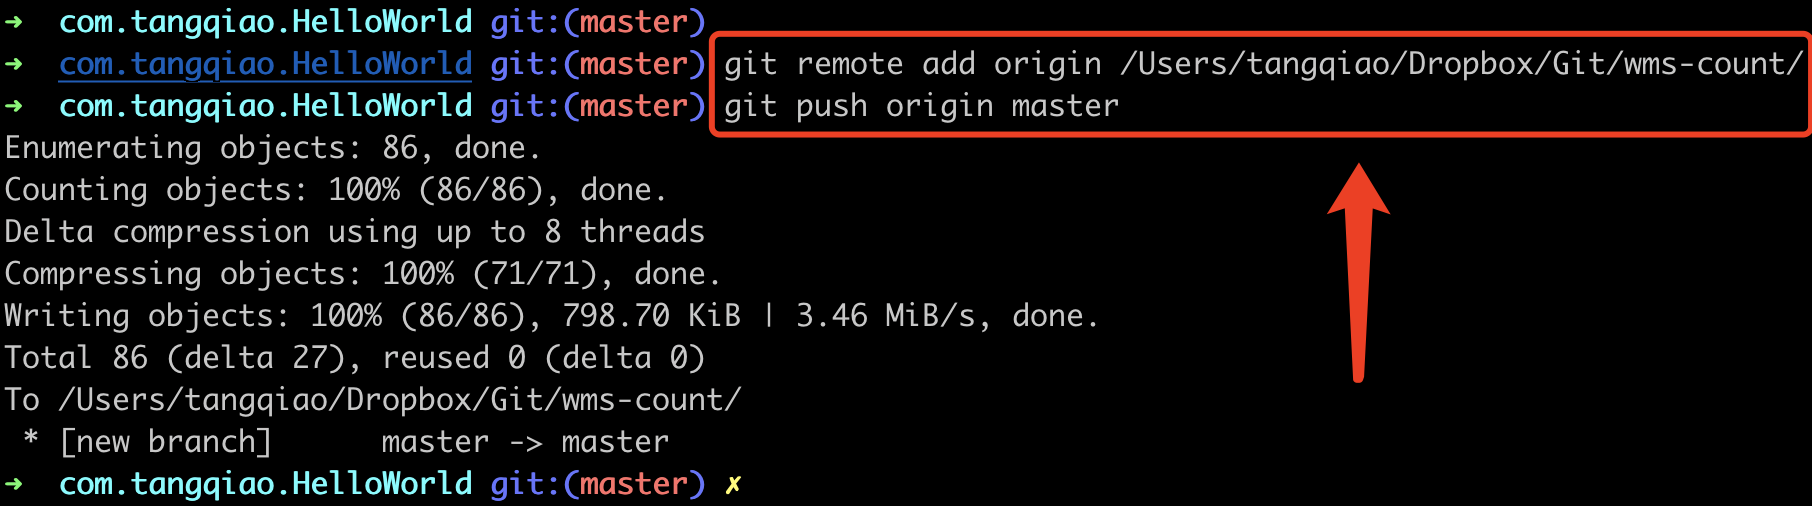 ➜  com.tangqiao.HelloWorld git:(master)
➜  com.tangqiao.HelloWorld git:(master) git remote add origin /Users/tangqiao/Dropbox/Git/wms-count/
➜  com.tangqiao.HelloWorld git:(master) git push origin master
Enumerating objects: 86, done.
Counting objects: 100% (86/86), done.
Delta compression using up to 8 threads
Compressing objects: 100% (71/71), done.
Writing objects: 100% (86/86), 798.70 KiB | 3.46 MiB/s, done.
Total 86 (delta 27), reused 0 (delta 0)
To /Users/tangqiao/Dropbox/Git/wms-count/
 * [new branch]      master -> master
➜  com.tangqiao.HelloWorld git:(master) ✗